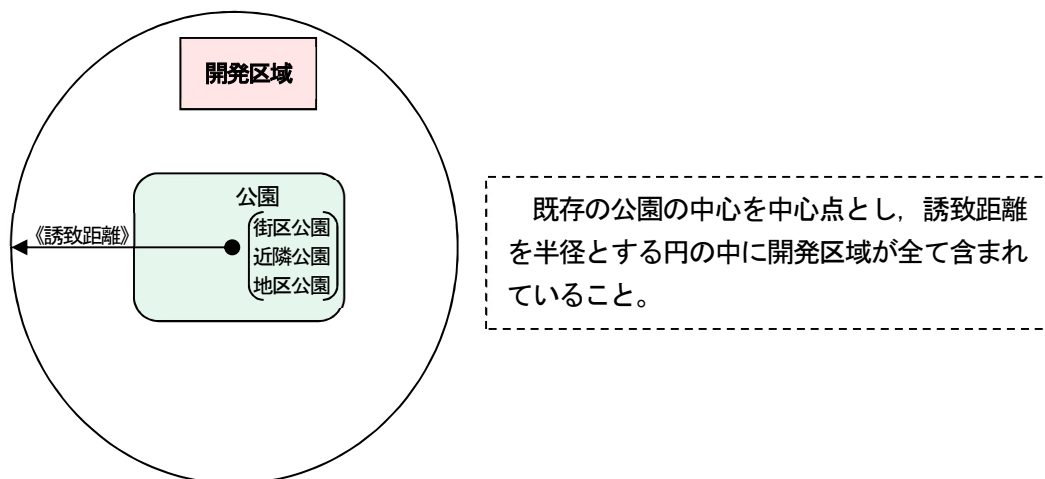 開発区域
公園
街区公園
近隣公園
地区公園
《誘致距離》
既存の公園の中心を中心点とし,誘致距離
を半径とする円の中に開発区域が全て含まれ
ていること。